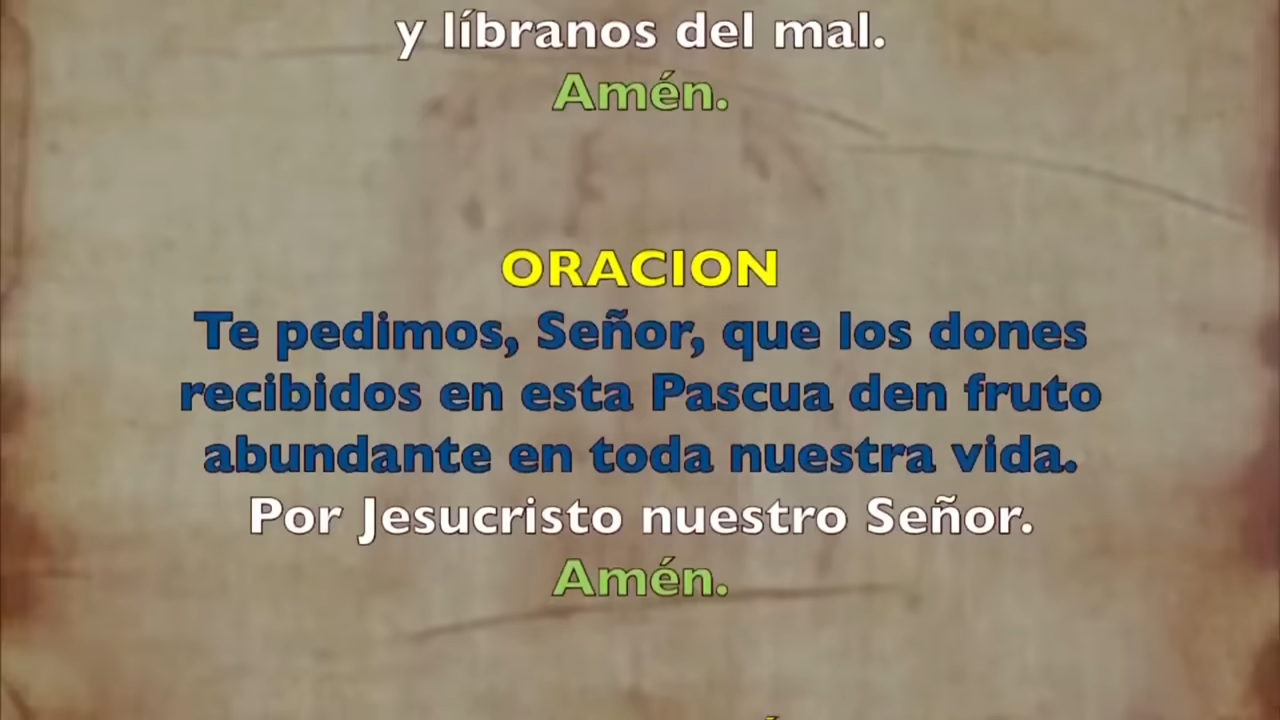 y líbranos del mal.
Amén.
ORACION
Te pedimos, Señor, que los dones
recibidos en esta Pascua den fruto
abundante en toda nuestra vida.
Por Jesucristo nuestro Señor.
Amén.